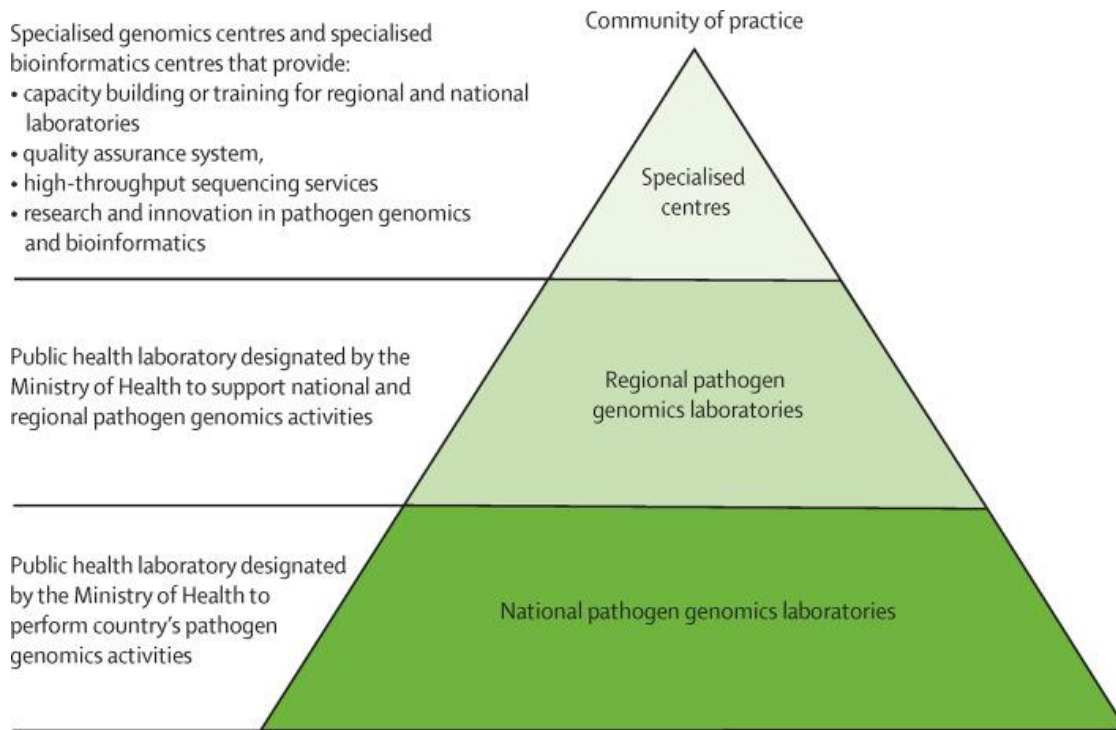 Community of practice
Specialised genomics centres and specialised
bioinformatics centres that provide:
• capacity building or training for regional and national
laboratories
• quality assurance system,
• high-throughput sequencing services
• research and innovation in pathogen genomics
and bioinformatics
Specialised
centres
Public health laboratory designated by the
Ministry of Health to support national and
regional pathogen genomics activities
Regional pathogen
genomics laboratories
Public health laboratory designated
by the Ministry of Health to
perform country's pathogen
genomics activities
National pathogen genomics laboratories